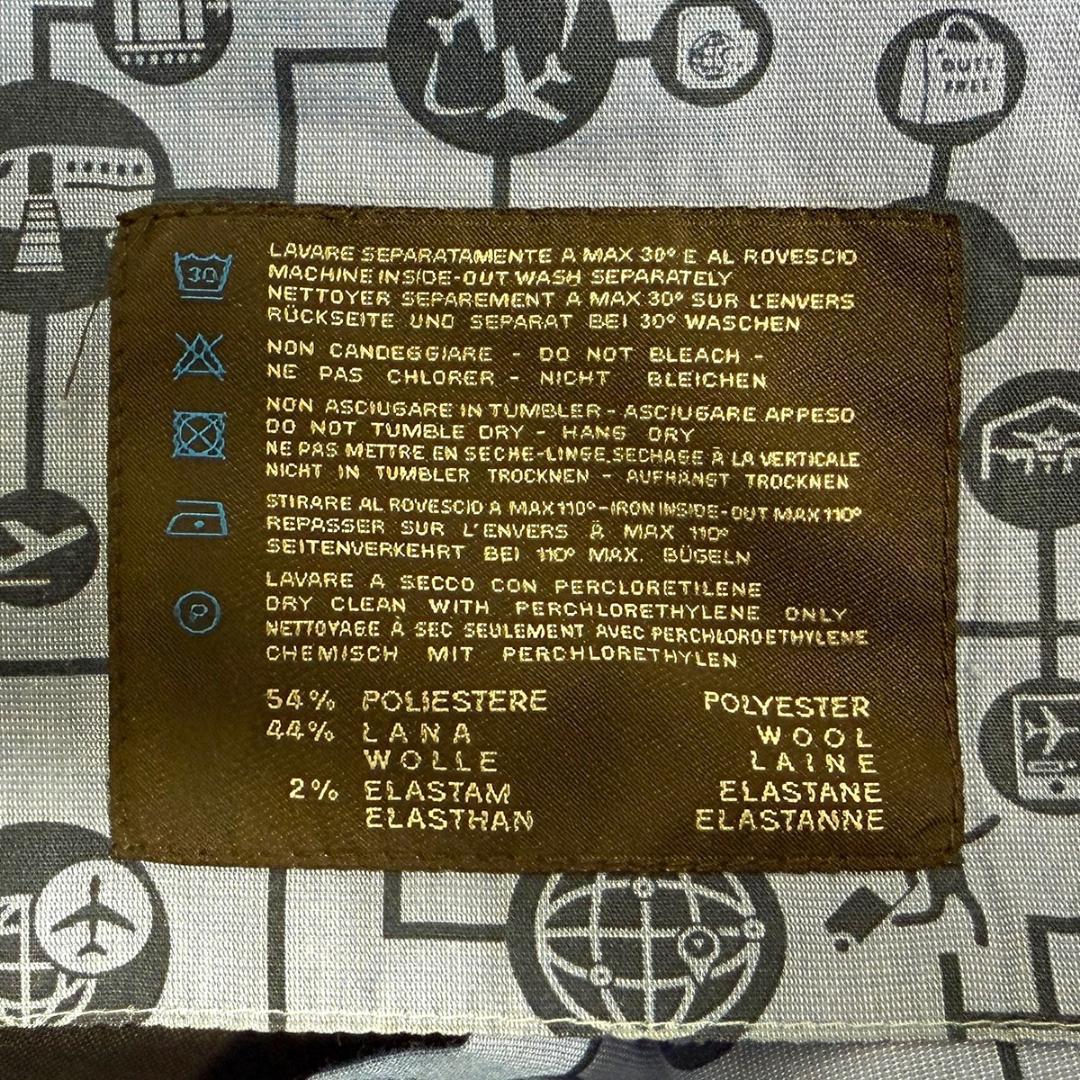 DUTY
FREE
30
LAVARE SEPARATAMENTE A MAX 30° E AL ROVESCIO
MACHINE INSIDE-OUT WASH SEPARATELY
NETTOYER SEPAREMENT A MAX 30° SUR L'ENVERS
RÜCKSEITE UND SEPARAT BEI 30° WASCHEN
NON CANDEGGIARE - DO NOT BLEACH -
NE PAS CHLORER - NICHT BLEICHEN
NON ASCIUGARE IN TUMBLER - ASCIUGARE APPESO
DO NOT TUMBLE DRY - HANG DRY
NE PAS METTRE EN SECHE-LINGE.SECHAGE À LA VERTICALE
NICHT IN TUMBLER TROCKNEN - AUFHÄNGT TROCKNEN
STIRARE AL ROVESCIO A MAX 110° - IRON INSIDE-OUT MAX 110°
REPASSER SUR L'ENVERS À MAX 110°
SEITENVERKEHRT BEI 110° MAX. BÜGELN
P
LAVARE A SECCO CON PERCLORETILENE
DRY CLEAN WITH PERCHLORETHYLENE ONLY
NETTOYAGE À SEC SEULEMENT AVEC PERCHLOROETHYLENE
CHEMISCH MIT PERCHLORETHYLEN
54% POLIESTERE POLYESTER
44% LANA WOOL
WOLLE LAINE
2% ELASTAM ELASTANE
ELASTHAN ELASTANNE